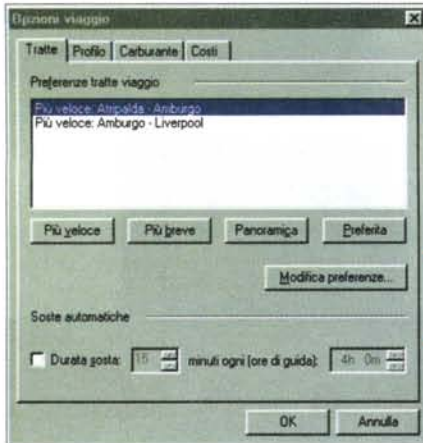 Opzioni viaggio
Tratte Profilo Carburante Costi
Preferenze tratte viaggio
Più veloce: Atripalda - Amburgo
Più veloce: Amburgo - Liverpool
Più veloce Più breve Panoramica Preferita
Modifica preferenze...
Soste automatiche
Durata sosta: 15 minuti ogni (ore di guida): 4h 0m
OK Annulla